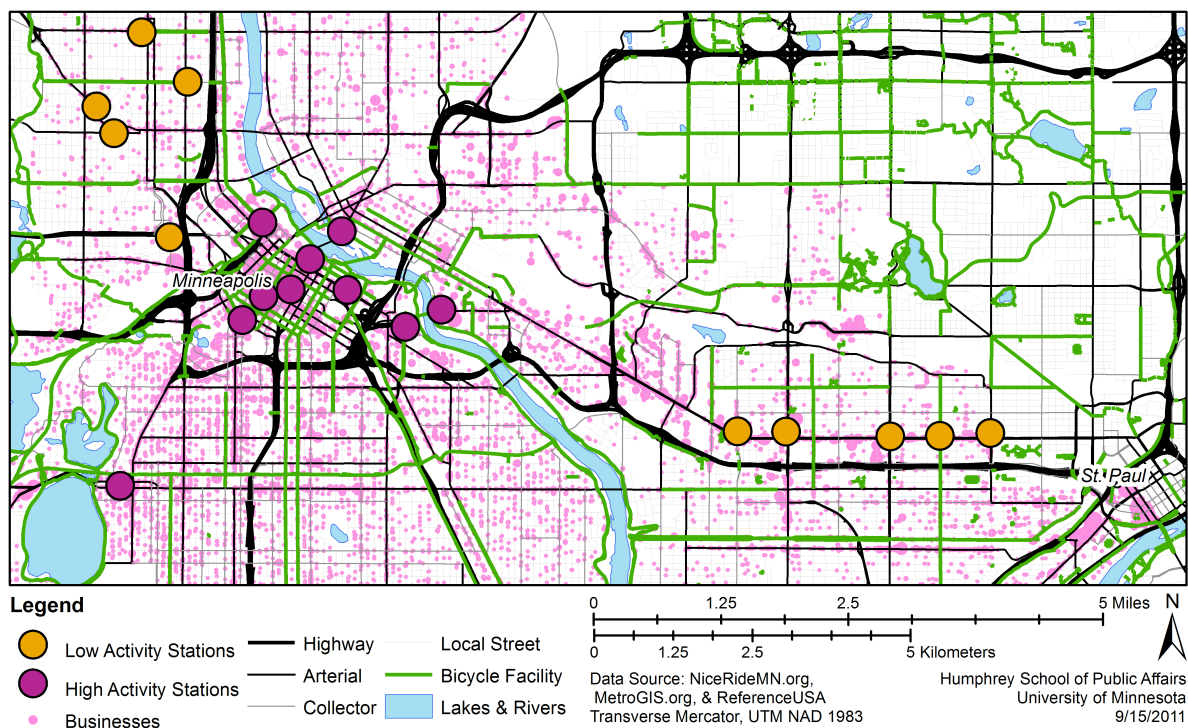 Minneapolis
St. Paul
Legend
Low Activity Stations
High Activity Stations
Businesses
Highway
Arterial
Collector
Local Street
Bicycle Facility
Lakes & Rivers
0 1.25 2.5 5 Miles
0 1.25 2.5 5 Kilometers
N
Data Source: NiceRideMN.org,
MetroGIS.org, & ReferenceUSA
Transverse Mercator, UTM NAD 1983
Humphrey School of Public Affairs
University of Minnesota
9/15/2011